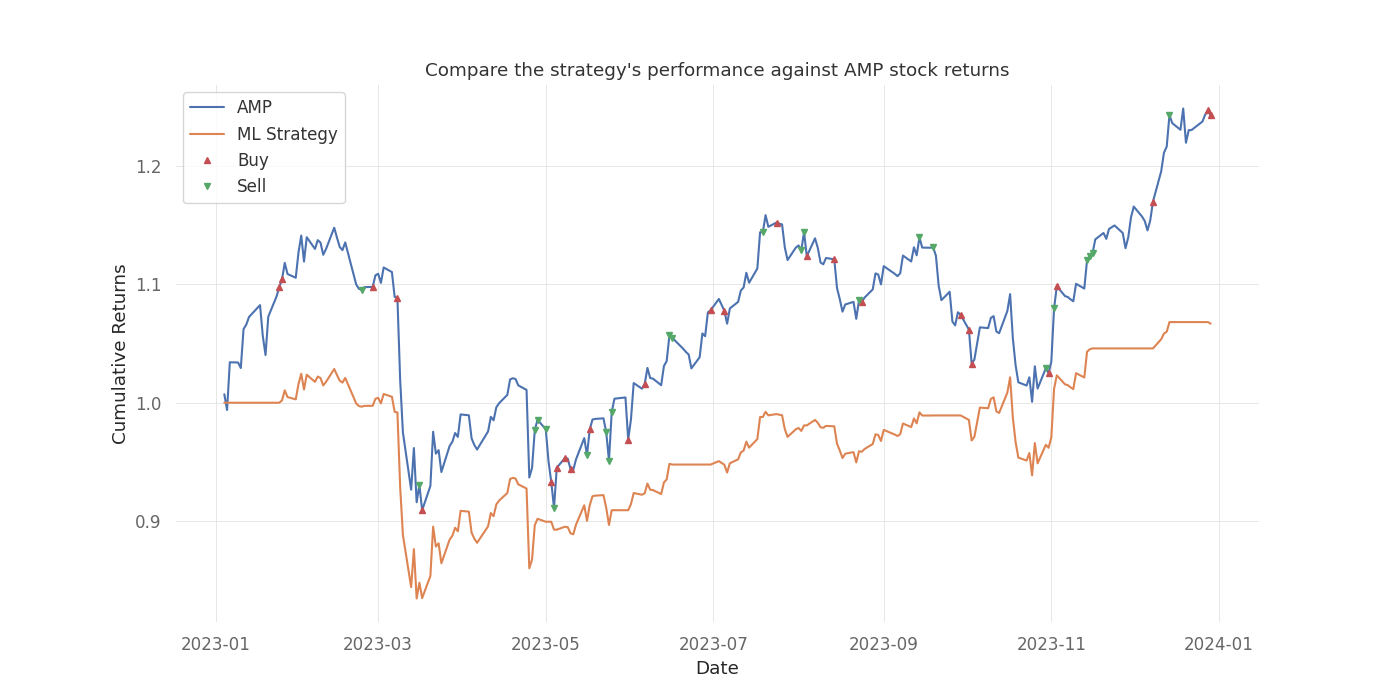 Compare the strategy's performance against AMP stock returns
AMP
ML Strategy
Buy
Sell
1.2
1.1
1.0
0.9
Cumulative Returns
2023-01 2023-03 2023-05 2023-07 2023-09 2023-11 2024-01
Date